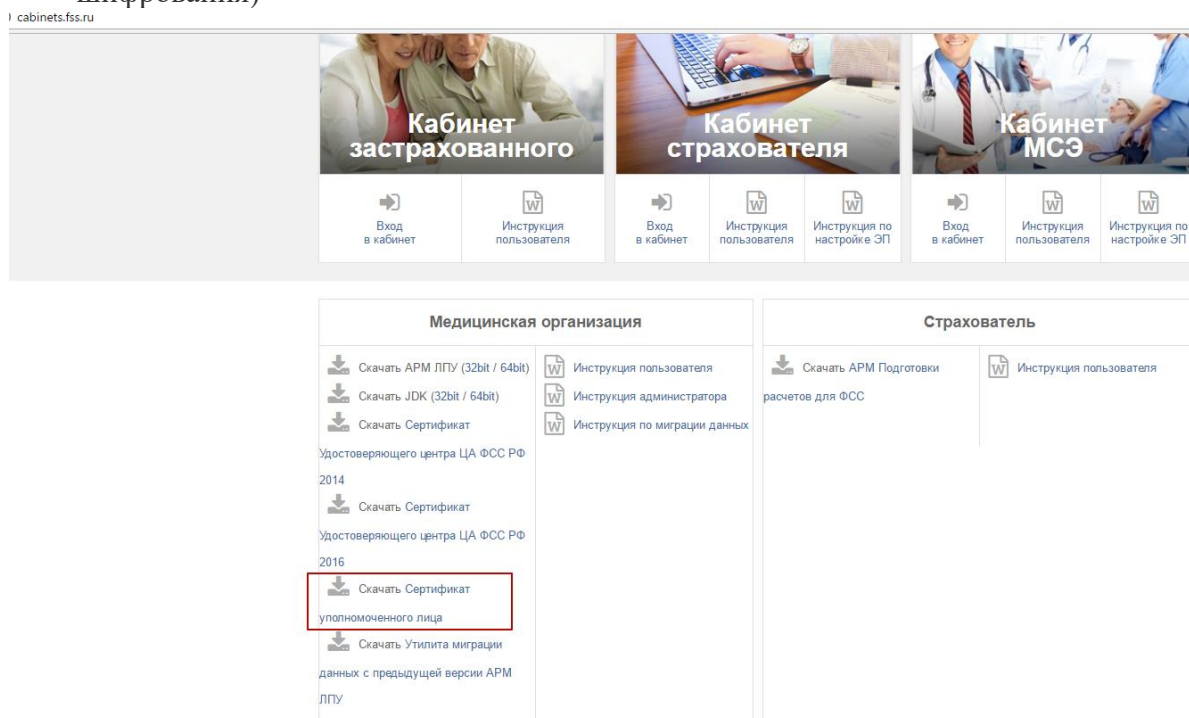 шифрования)
cabinets.fss.ru
Кабинет
застрахованного
Кабинет
страхователя
Кабинет
МСЭ
Вход
в кабинет
Инструкция
пользователя
Вход
в кабинет
Инструкция
пользователя
Инструкция по
настройке ЭП
Вход
в кабинет
Инструкция
пользователя
Инструкция по
настройке ЭП
Медицинская организация
Скачать АРМ ЛПУ (32bit / 64bit)
Скачать JDK (32bit / 64bit)
Скачать Сертификат
Удостоверяющего центра ЦА ФСС РФ
2014
Скачать Сертификат
Удостоверяющего центра ЦА ФСС РФ
2016
Скачать Сертификат
уполномоченного лица
Скачать Утилита миграции
данных с предыдущей версии АРМ
ЛПУ
Инструкция пользователя
Инструкция администратора
Инструкция по миграции данных
Страхователь
Скачать АРМ Подготовки
расчетов для ФСС
Инструкция пользователя